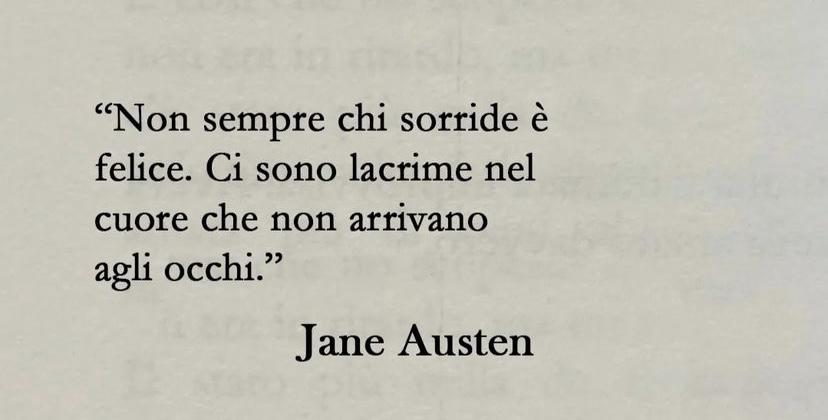 “Non sempre chi sorride è
felice. Ci sono lacrime nel
cuore che non arrivano
agli occhi.”
Jane Austen